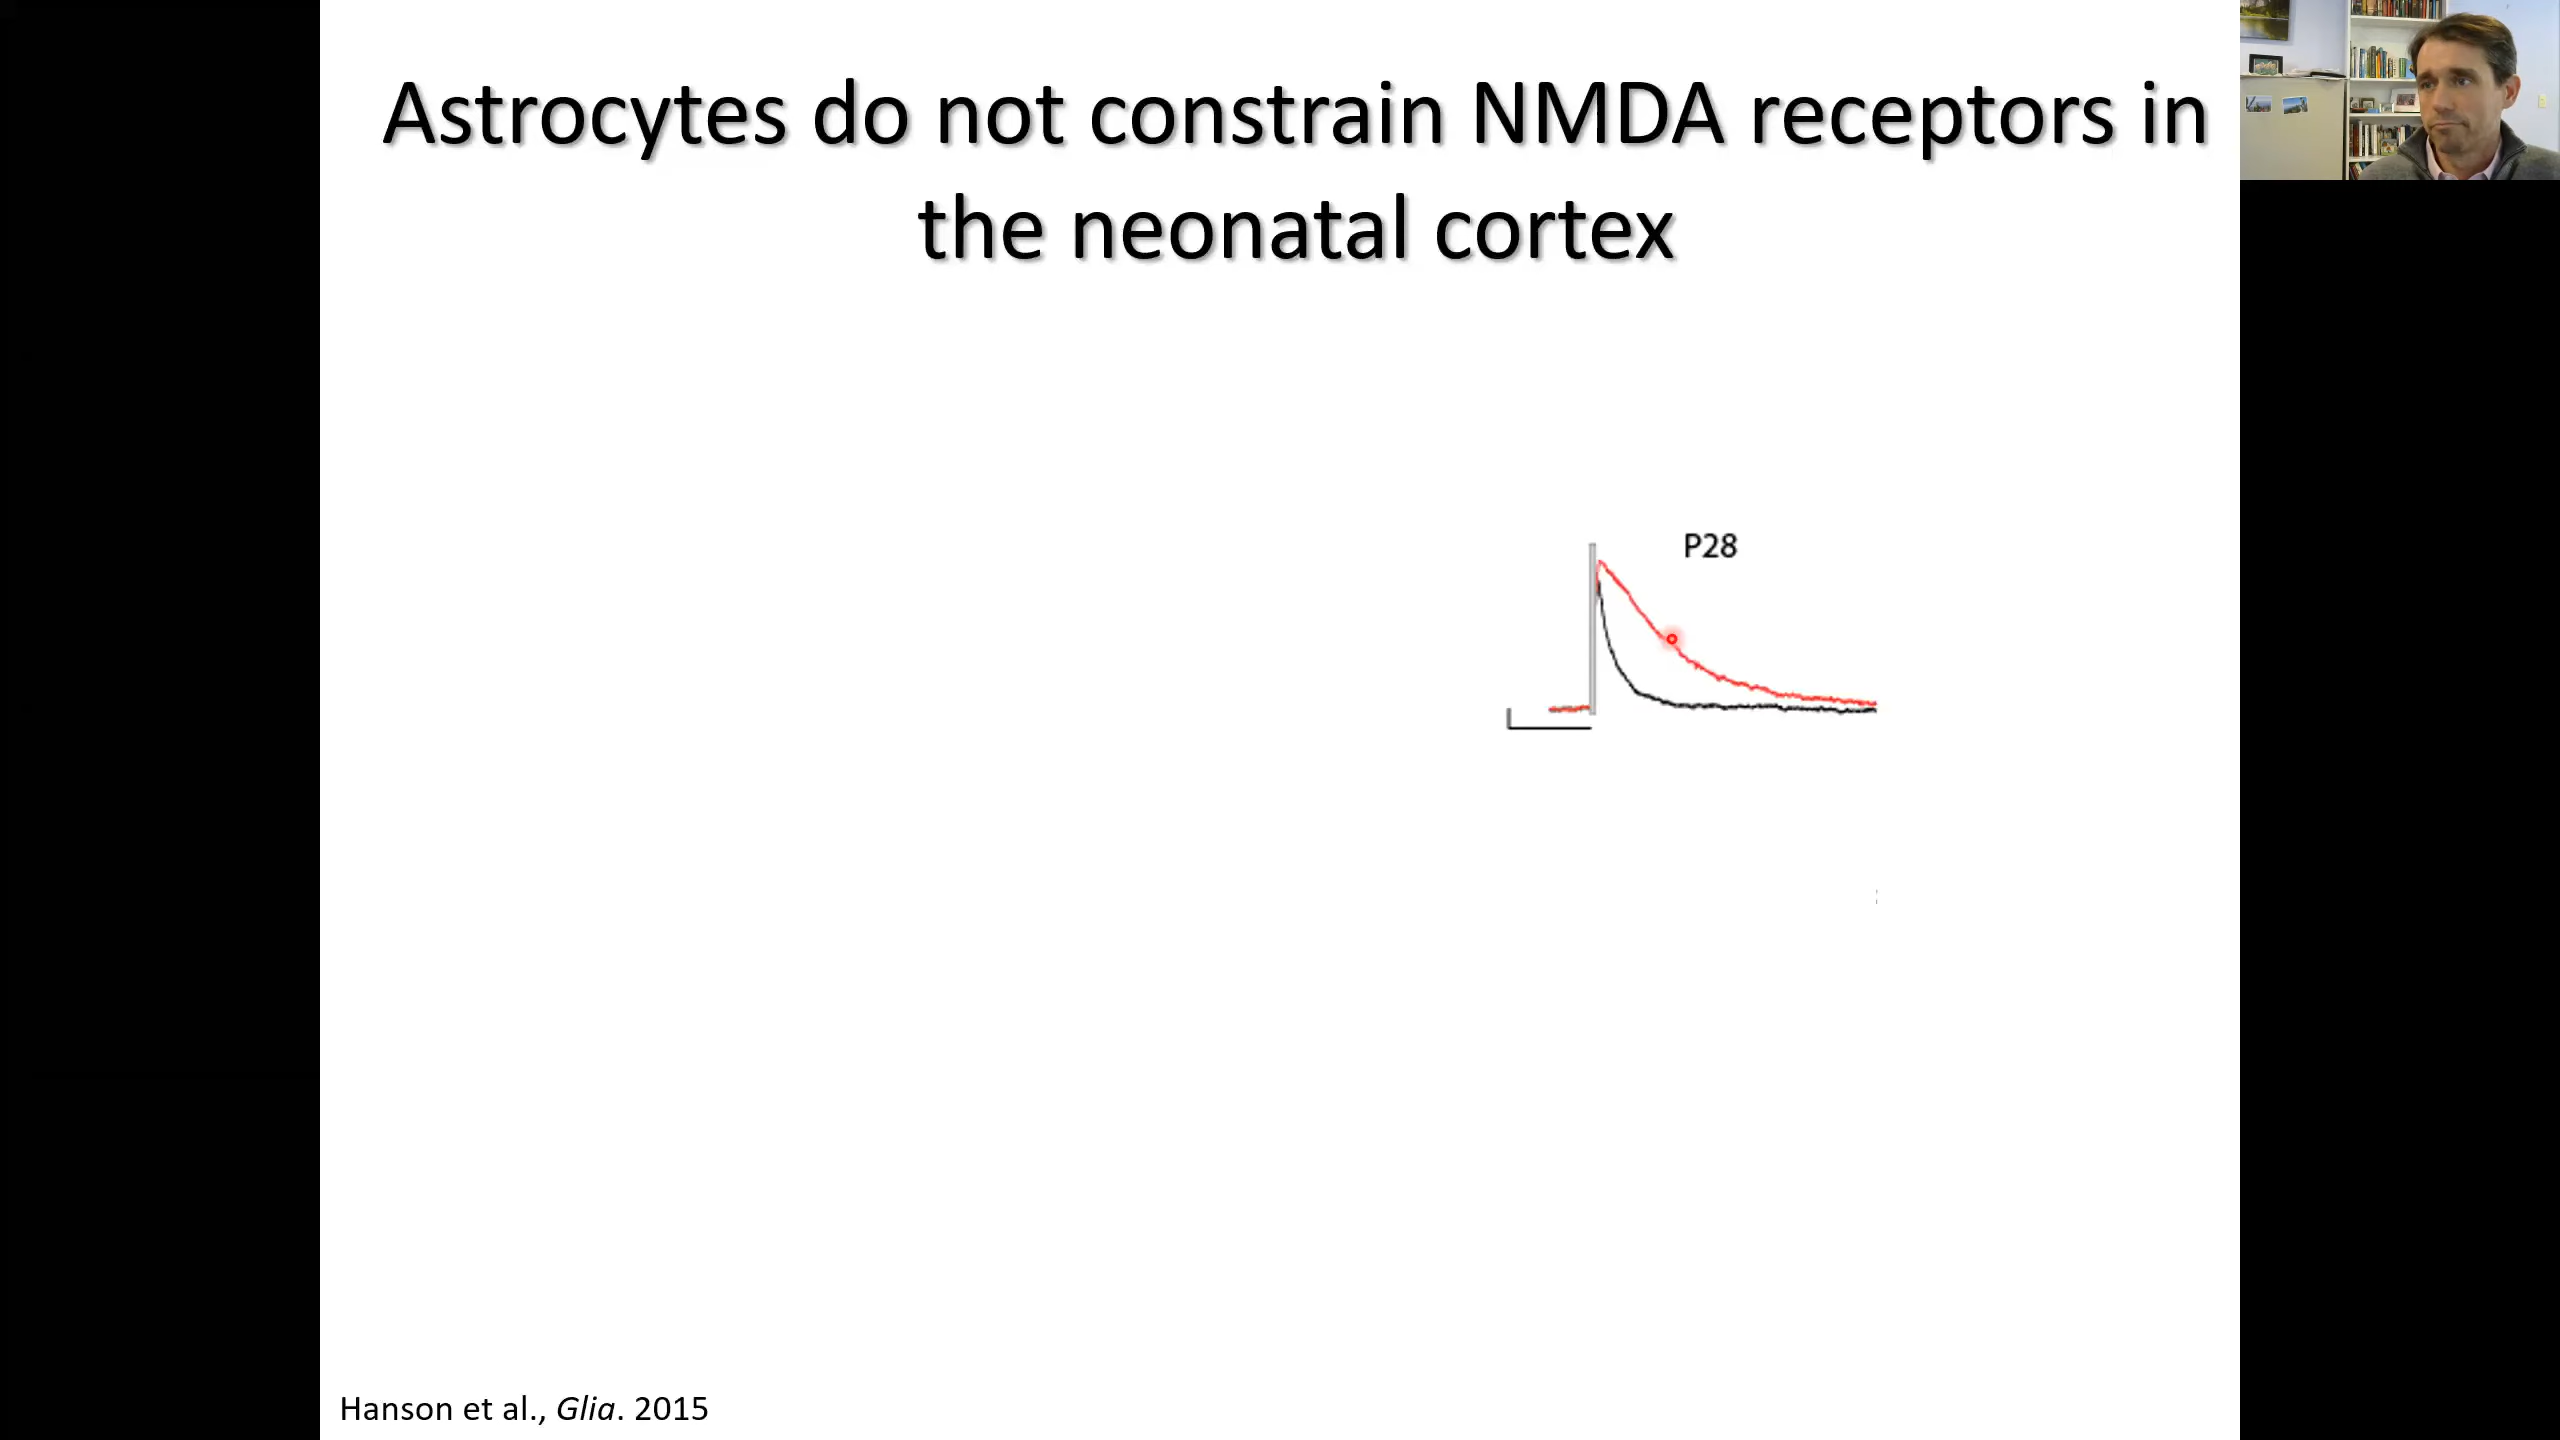 Astrocytes do not constrain NMDA receptors in
the neonatal cortex
P28
Hanson et al., Glia. 2015